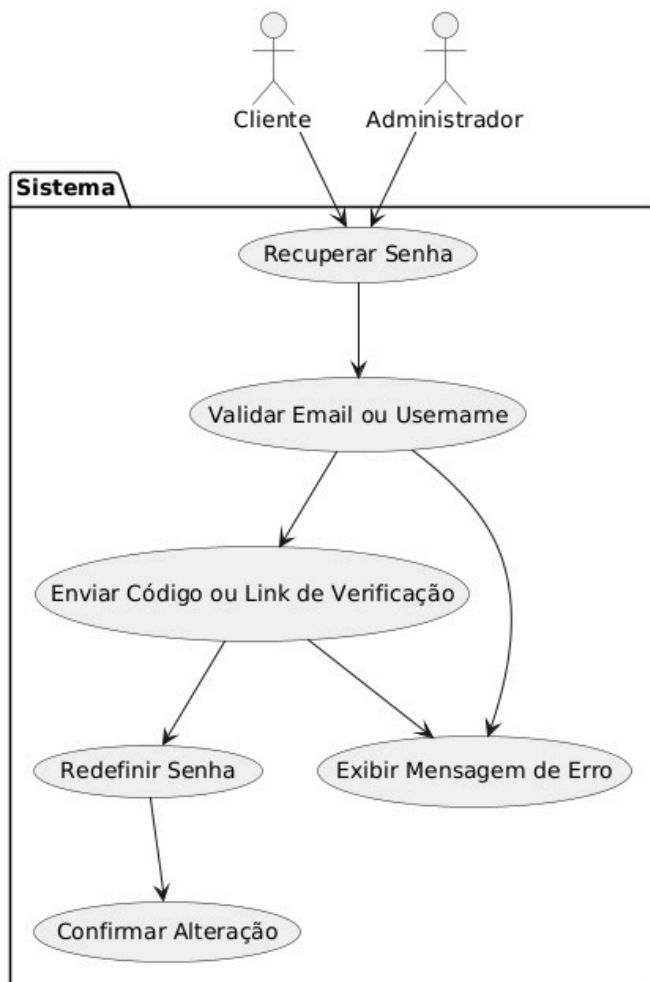 Cliente
Administrador
Sistema
Recuperar Senha
Validar Email ou Username
Enviar Código ou Link de Verificação
Redefinir Senha
Exibir Mensagem de Erro
Confirmar Alteração